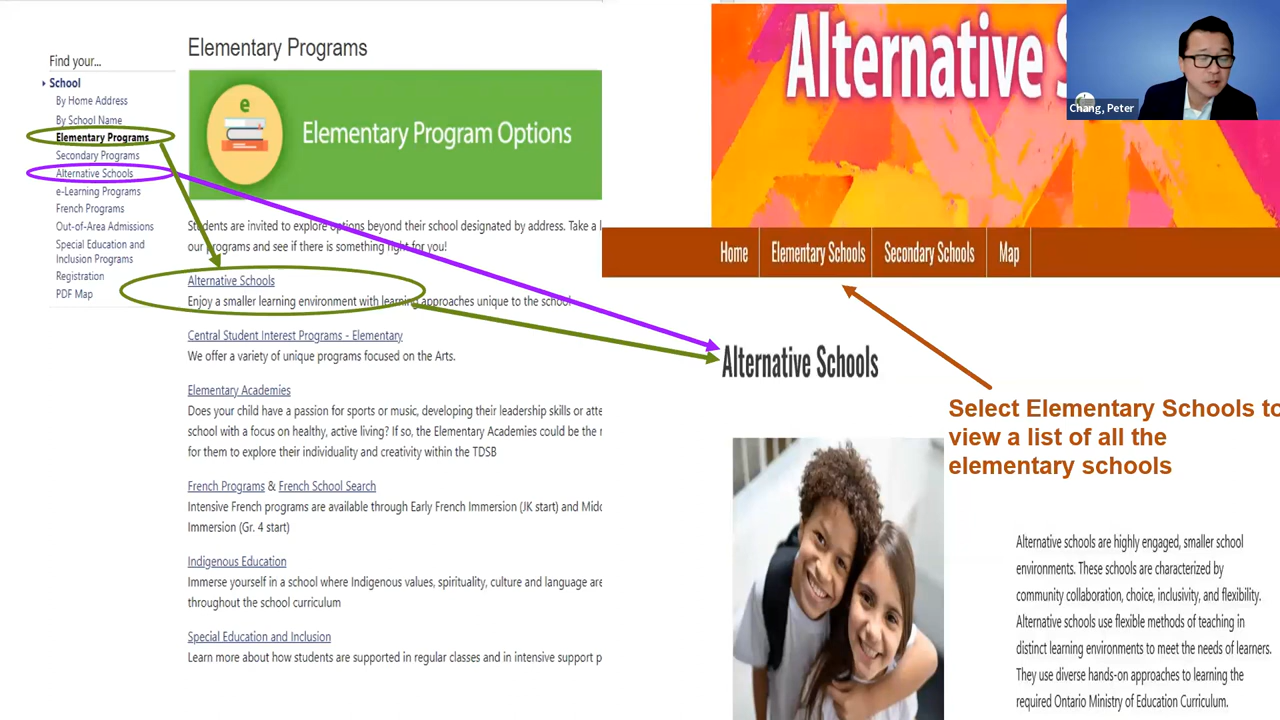 Find your...
School
By Home Address
By School Name
Elementary Programs
Secondary Programs
Alternative Schools
e-Learning Programs
French Programs
Out-of-Area Admissions
Special Education and
Inclusion Programs
Registration
PDF Map
Elementary Programs
e
Elementary Program Options
Students are invited to explore options beyond their school designated by address. Take a
our programs and see if there is something right for you!
Alternative Schools
Enjoy a smaller learning environment with learning approaches unique to the school
Central Student Interest Programs - Elementary
We offer a variety of unique programs focused on the Arts.
Elementary Academies
Does your child have a passion for sports or music, developing their leadership skills or atte
school with a focus on healthy, active living? If so, the Elementary Academies could be the
for them to explore their individuality and creativity within the TDSB
French Programs & French School Search
Intensive French programs are available through Early French Immersion (JK start) and Midd
Immersion (Gr. 4 start)
Indigenous Education
Immerse yourself in a school where Indigenous values, spirituality, culture and language are
throughout the school curriculum
Special Education and Inclusion
Learn more about how students are supported in regular classes and in intensive support p
Alternative S
Chang, Peter
Home
Elementary Schools
Secondary Schools
Map
Alternative Schools
Select Elementary Schools to
view a list of all the
elementary schools
Alternative schools are highly engaged, smaller school
environments. These schools are characterized by
community collaboration, choice, inclusivity, and flexibility.
Alternative schools use flexible methods of teaching in
distinct learning environments to meet the needs of learners.
They use diverse hands-on approaches to learning the
required Ontario Ministry of Education Curriculum.